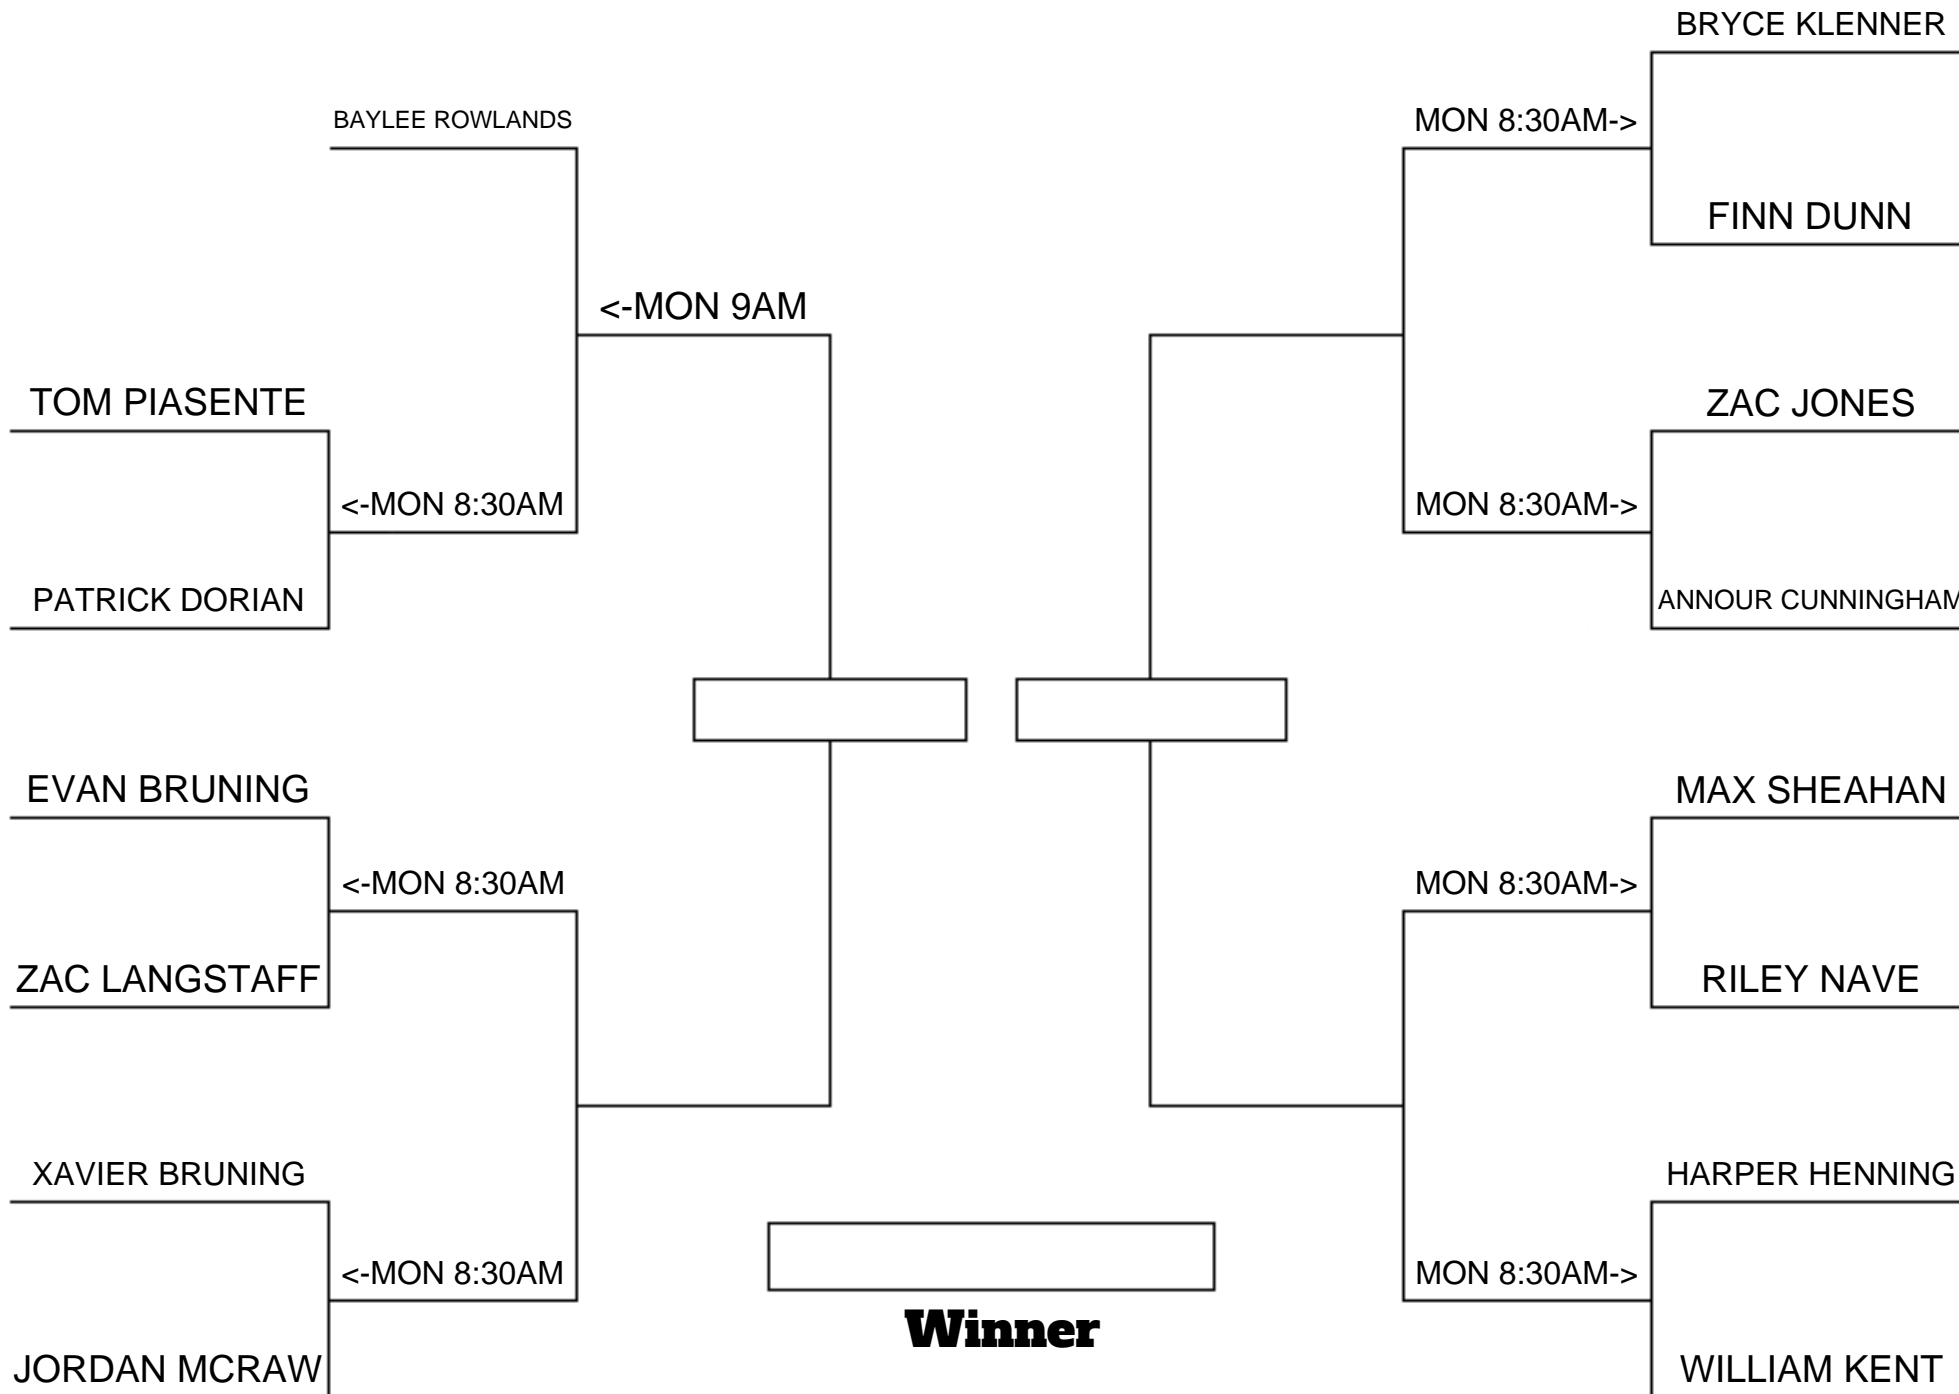 BRYCE KLENNER
BAYLEE ROWLANDS
MON 8:30AM->
FINN DUNN
<-MON 9AM
TOM PIASENTE
ZAC JONES
<-MON 8:30AM
MON 8:30AM->
PATRICK DORIAN
ANNOUR CUNNINGHAM
EVAN BRUNING
MAX SHEAHAN
<-MON 8:30AM
MON 8:30AM->
ZAC LANGSTAFF
RILEY NAVE
XAVIER BRUNING
HARPER HENNING
<-MON 8:30AM
MON 8:30AM->
Winner
JORDAN MCRAW
WILLIAM KENT